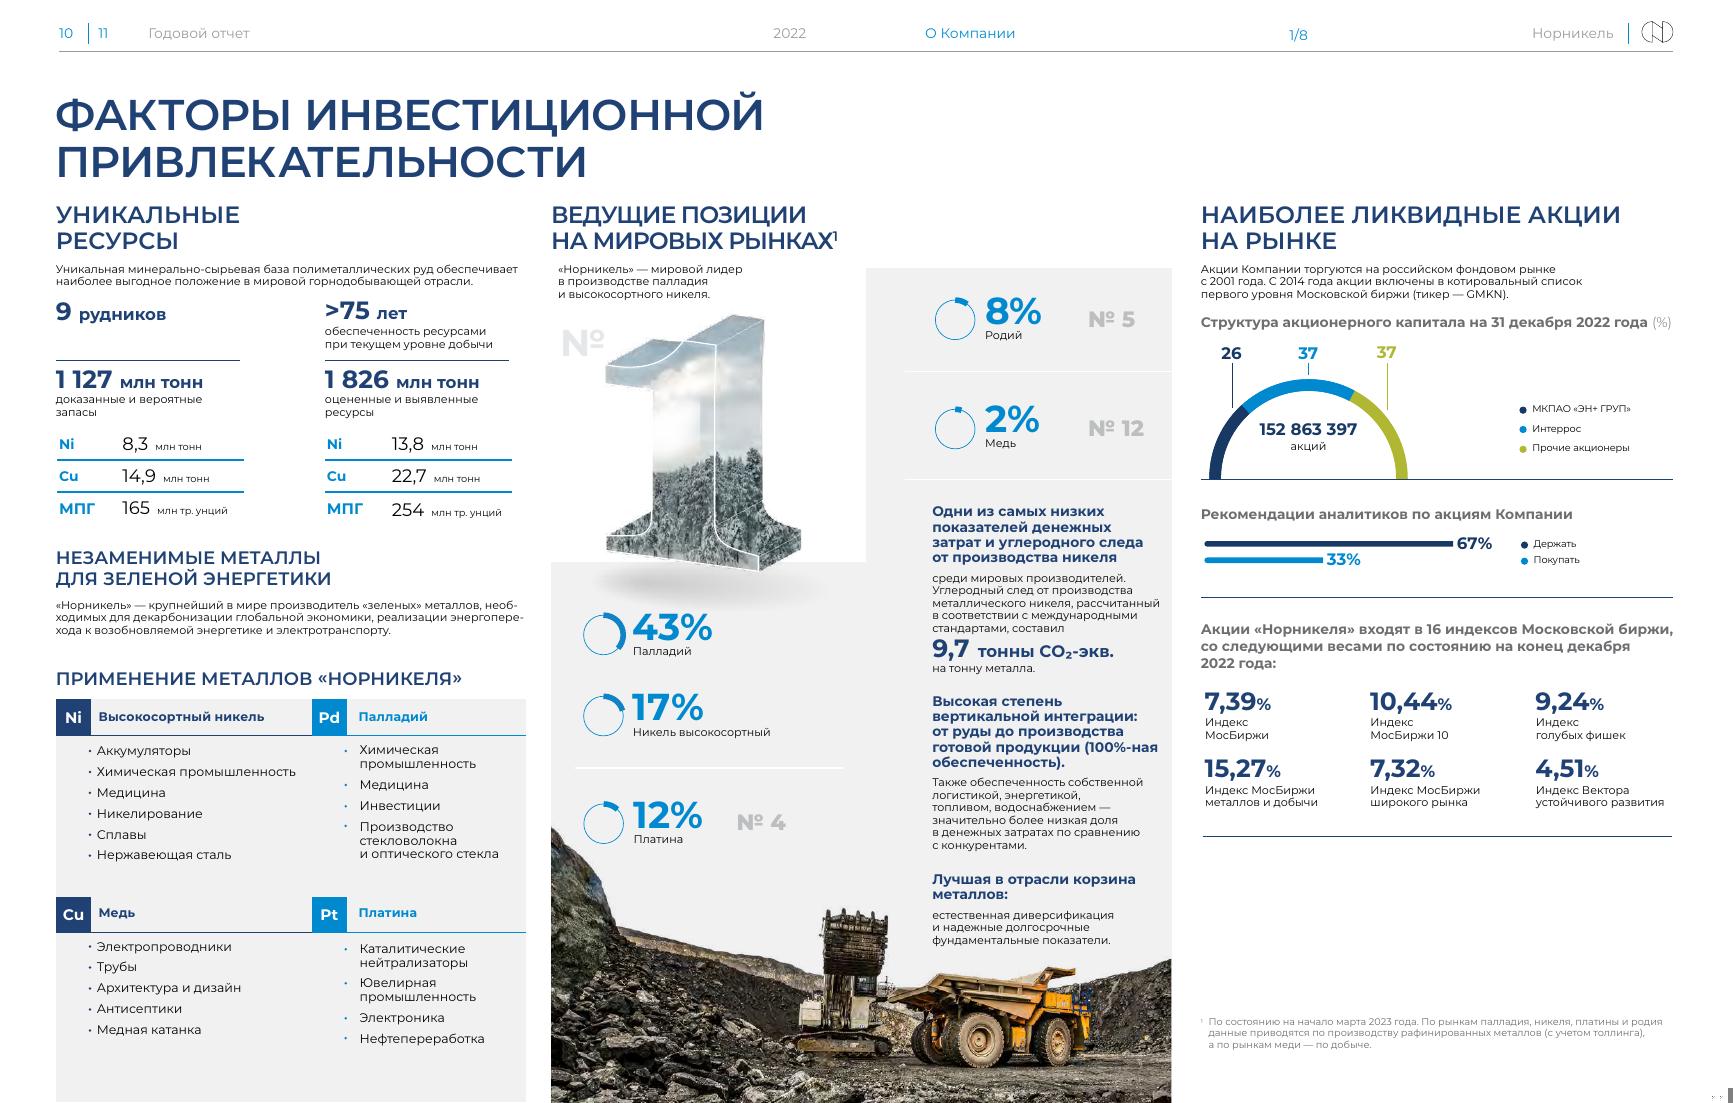 10 | 11 Годовой отчет 2022 О Компании 1/8 Норникель
ФАКТОРЫ ИНВЕСТИЦИОННОЙ
ПРИВЛЕКАТЕЛЬНОСТИ
УНИКАЛЬНЫЕ
РЕСУРСЫ
Уникальная минерально-сырьевая база полиметаллических руд обеспечивает
наиболее выгодное положение в мировой горнодобывающей отрасли.
9 рудников
>75 лет
обеспеченность ресурсами
при текущем уровне добычи
1 127 млн тонн
доказанные и вероятные
запасы
Ni 8,3 млн тонн
Cu 14,9 млн тонн
МПГ 165 млн тр. унций
1 826 млн тонн
оцененные и выявленные
ресурсы
Ni 13,8 млн тонн
Cu 22,7 млн тонн
МПГ 254 млн тр. унций
НЕЗАМЕНИМЫЕ МЕТАЛЛЫ
ДЛЯ ЗЕЛЕНОЙ ЭНЕРГЕТИКИ
«Норникель» — крупнейший в мире производитель «зеленых» металлов, необ-
ходимых для декарбонизации глобальной экономики, реализации энергопере-
хода к возобновляемой энергетике и электротранспорту.
ПРИМЕНЕНИЕ МЕТАЛЛОВ «НОРНИКЕЛЯ»
Ni Высокосортный никель
• Аккумуляторы
• Химическая промышленность
• Медицина
• Никелирование
• Сплавы
• Нержавеющая сталь
Pd Палладий
• Химическая
промышленность
• Медицина
• Инвестиции
• Производство
стекловолокна
и оптического стекла
Cu Медь
• Электропроводники
• Трубы
• Архитектура и дизайн
• Антисептики
• Медная катанка
Pt Платина
• Каталитические
нейтрализаторы
• Ювелирная
промышленность
• Электроника
• Нефтепереработка
ВЕДУЩИЕ ПОЗИЦИИ
НА МИРОВЫХ РЫНКАХ¹
«Норникель» — мировой лидер
в производстве палладия
и высокосортного никеля.
№ 1
43%
Палладий
17%
Никель высокосортный
12% № 4
Платина
8% № 5
Родий
2% № 12
Медь
Одни из самых низких
показателей денежных
затрат и углеродного следа
от производства никеля
среди мировых производителей.
Углеродный след от производства
металлического никеля, рассчитанный
в соответствии с международными
стандартами, составил
9,7 тонны CO₂-экв.
на тонну металла.
Высокая степень
вертикальной интеграции:
от руды до производства
готовой продукции (100%-ная
обеспеченность).
Также обеспеченность собственной
логистикой, энергетикой,
топливом, водоснабжением —
значительно более низкая доля
в денежных затратах по сравнению
с конкурентами.
Лучшая в отрасли корзина
металлов:
естественная диверсификация
и надежные долгосрочные
фундаментальные показатели.
НАИБОЛЕЕ ЛИКВИДНЫЕ АКЦИИ
НА РЫНКЕ
Акции Компании торгуются на российском фондовом рынке
с 2001 года. С 2014 года акции включены в котировальный список
первого уровня Московской биржи (тикер — GMKN).
Структура акционерного капитала на 31 декабря 2022 года (%)
26 37 37
152 863 397
акций
МКПАО «ЭН+ ГРУП»
Интеррос
Прочие акционеры
Рекомендации аналитиков по акциям Компании
67% Держать
33% Покупать
Акции «Норникеля» входят в 16 индексов Московской биржи,
со следующими весами по состоянию на конец декабря
2022 года:
7,39%
Индекс
МосБиржи
10,44%
Индекс
МосБиржи 10
9,24%
Индекс
голубых фишек
15,27%
Индекс МосБиржи
металлов и добычи
7,32%
Индекс МосБиржи
широкого рынка
4,51%
Индекс Вектора
устойчивого развития
¹ По состоянию на начало марта 2023 года. По рынкам палладия, никеля, платины и родия
данные приводятся по производству рафинированных металлов (с учетом толлинга),
а по рынкам меди — по добыче.